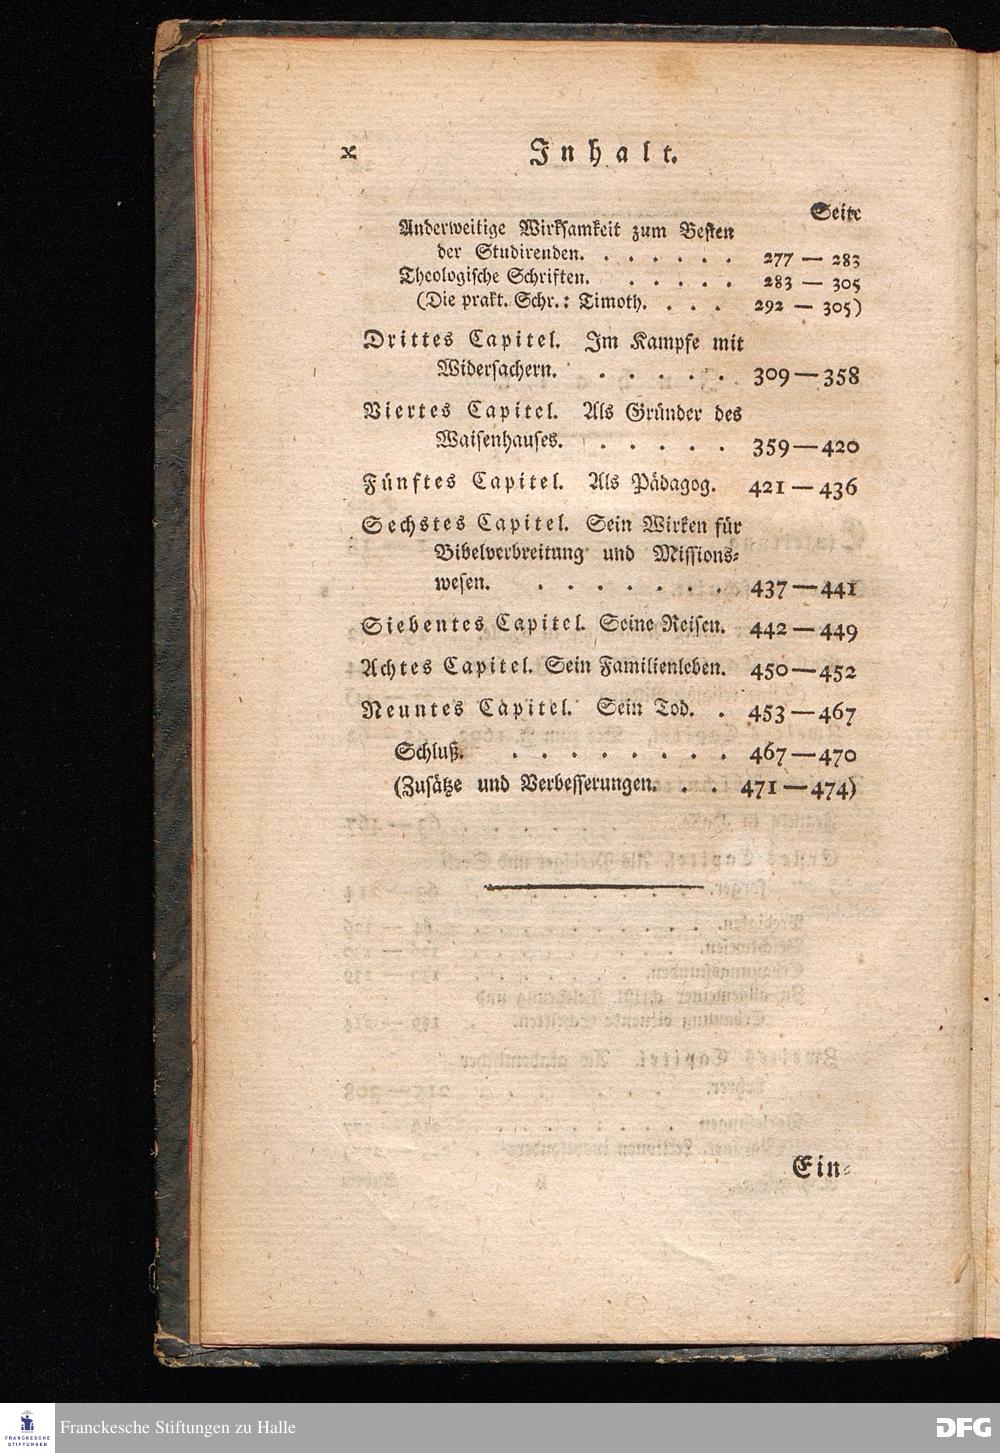 x Inhalt.
Seite
Anderweitige Wirksamkeit zum Besten
der Studirenden. . . . . . . 277 — 283
Theologische Schriften. . . . . . 283 — 305
(Die prakt. Schr.: Timoth. . . . 292 — 305)
Drittes Capitel. Im Kampfe mit
Widersachern. . . . . . 309—358
Viertes Capitel. Als Gründer des
Waisenhauses. . . . . . 359—420
Fünftes Capitel. Als Pädagog. 421 — 436
Sechstes Capitel. Sein Wirken für
Bibelverbreitung und Missions-
wesen. . . . . . . . 437—441
Siebentes Capitel. Seine Reisen. 442—449
Achtes Capitel. Sein Familienleben. 450—452
Neuntes Capitel. Sein Tod. . 453—467
Schluß. . . . . . . . . 467—470
(Zusätze und Verbesserungen. . . 471—474)
Ein-
FRANCKESCHE
STIFTUNGEN
Franckesche Stiftungen zu Halle
DFG